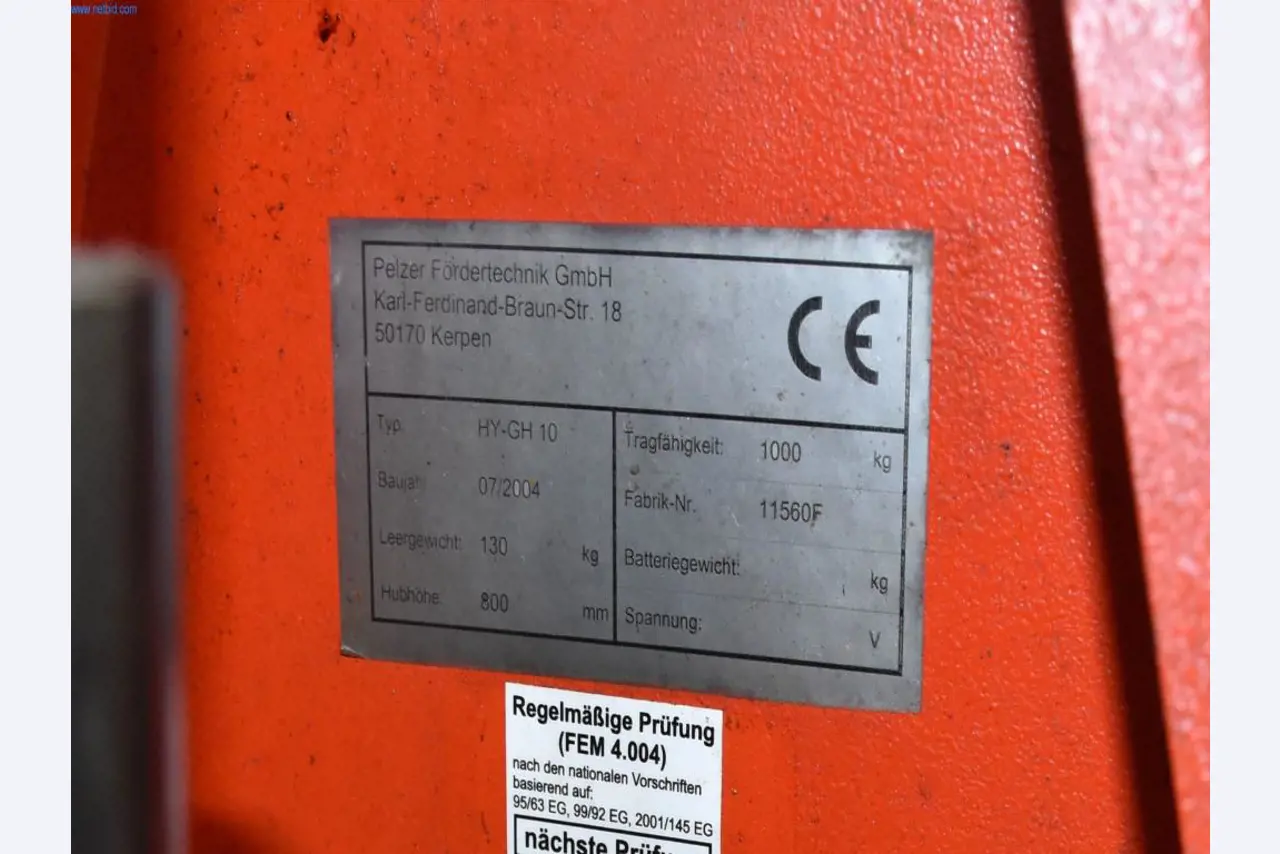 www.netbid.com
Pelzer Fördertechnik GmbH
Karl-Ferdinand-Braun-Str. 18
50170 Kerpen
CE
Typ: HY-GH 10
Baujahr 07/2004
Leergewicht: 130 kg
Hubhöhe: 800 mm
Tragfähigkeit: 1000 kg
Fabrik-Nr. 11560F
Batteriegewicht: kg
Spannung: V
Regelmäßige Prüfung
(FEM 4.004)
nach den nationalen Vorschriften
basierend auf:
95/63 EG, 99/92 EG, 2001/145 EG
nächste